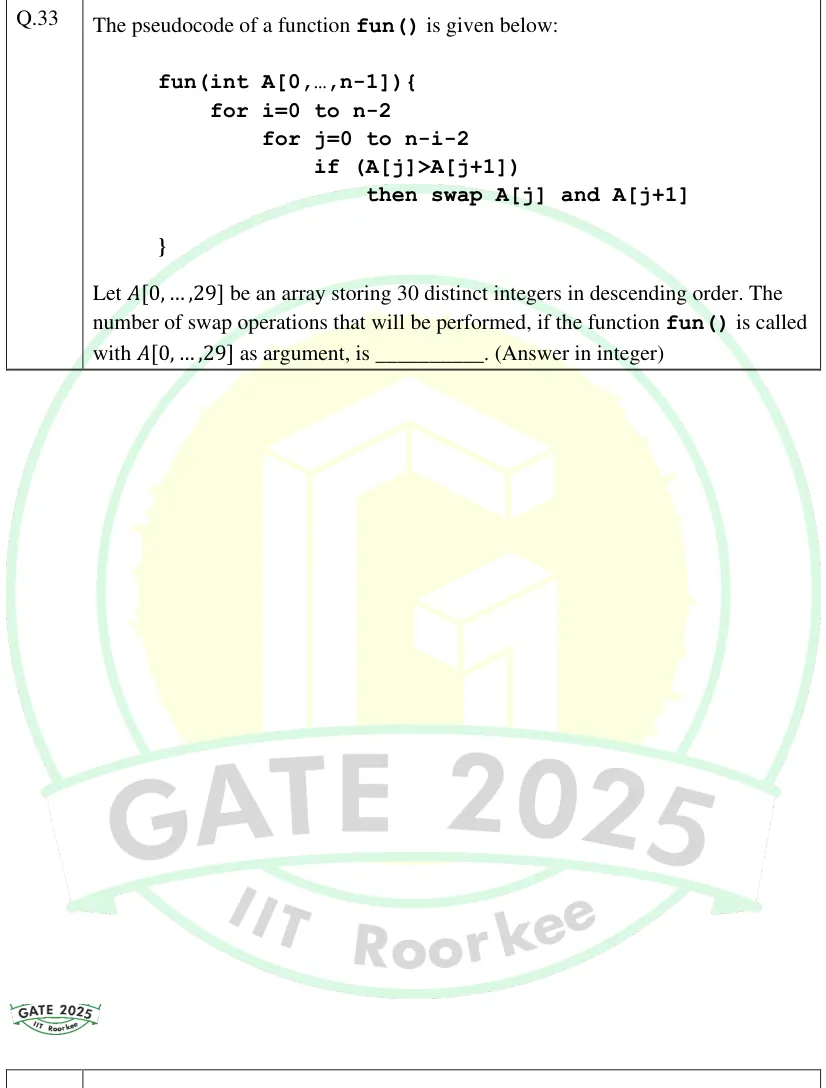 Q.33
The pseudocode of a function fun() is given below:
fun(int A[0,…,n-1]){
for i=0 to n-2
for j=0 to n-i-2
if (A[j]>A[j+1])
then swap A[j] and A[j+1]
}
Let A[0, … ,29] be an array storing 30 distinct integers in descending order. The
number of swap operations that will be performed, if the function fun() is called
with A[0, … ,29] as argument, is __________. (Answer in integer)
GATE 2025
IIT Roorkee
GATE 2025
IIT Roorkee